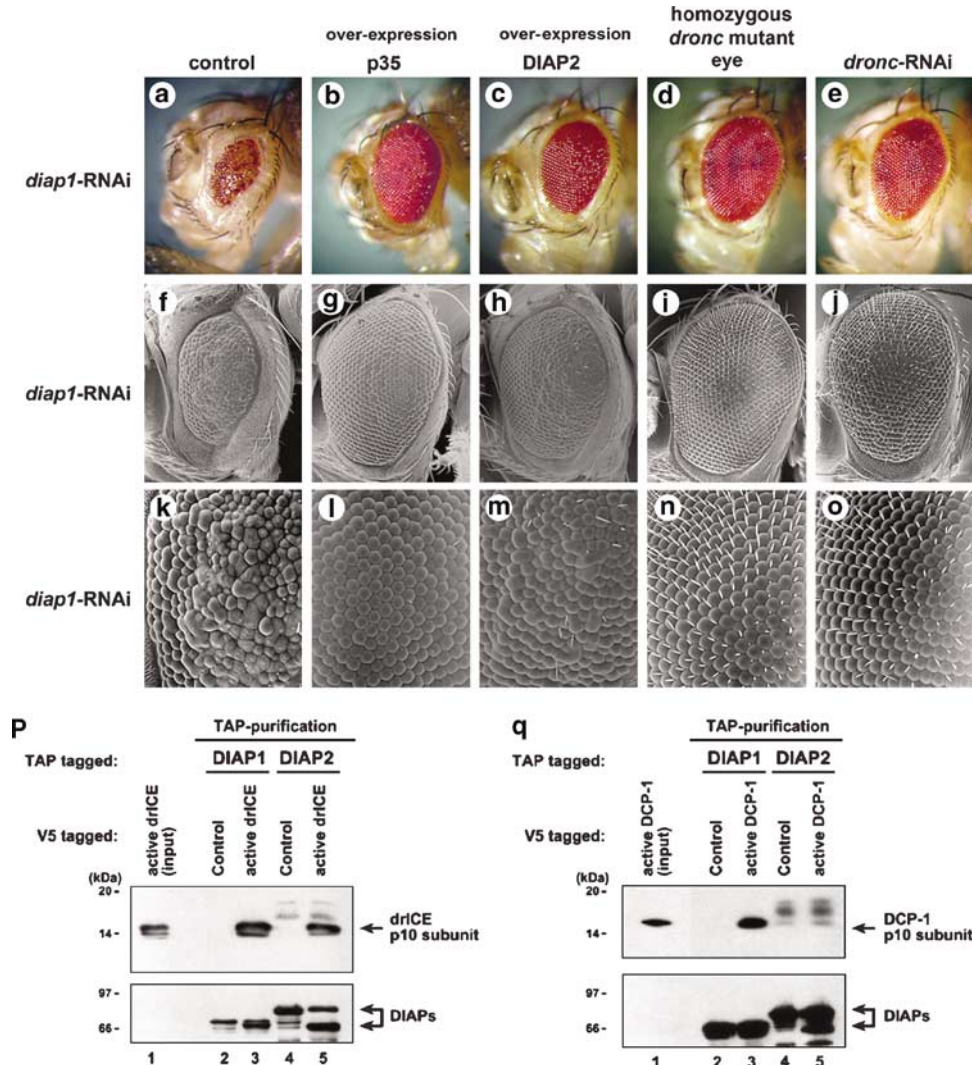 over-expression
over-expression
homozygous
dronc mutant
control
p35
DIAP2
eye
dronc-RNAi
a
b
c
d
e
diap1-RNAi
f
g
h
i
j
diap1-RNAi
k
l
m
n
o
diap1-RNAi
p
TAP-purification
TAP tagged:
DIAP1
DIAP2
V5 tagged:
active drICE
(input)
Control
active drICE
Control
active drICE
(kDa)
20 -
14 -
drICE
p10 subunit
97 -
66 -
DIAPs
1
2
3
4
5
q
TAP-purification
TAP tagged:
DIAP1
DIAP2
V5 tagged:
active DCP-1
(input)
Control
active DCP-1
Control
active DCP-1
(kDa)
20 -
14 -
DCP-1
p10 subunit
97 -
66 -
DIAPs
1
2
3
4
5